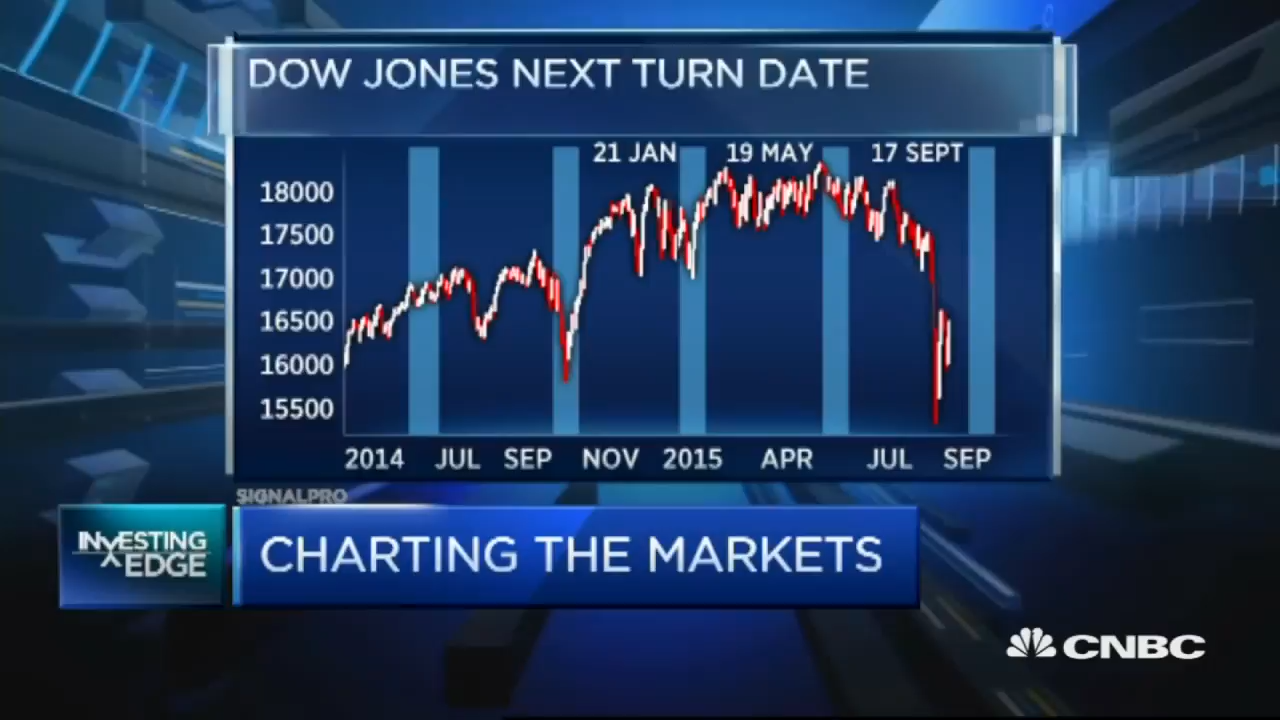 DOW JONES NEXT TURN DATE
21 JAN 19 MAY 17 SEPT
18000
17500
17000
16500
16000
15500
2014 JUL SEP NOV 2015 APR JUL SEP
SIGNALPRO
INVESTING
EDGE
CHARTING THE MARKETS
CNBC